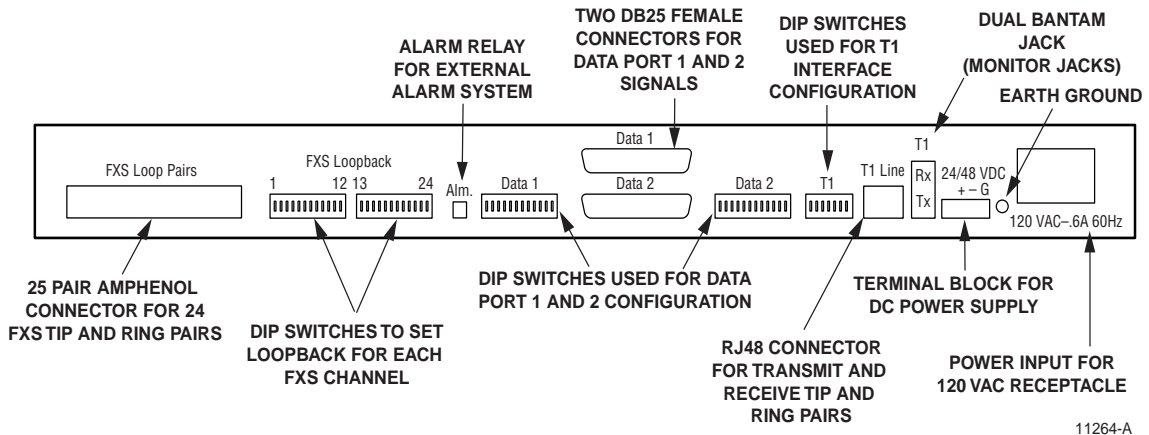 TWO DB25 FEMALE
CONNECTORS FOR
DATA PORT 1 AND 2
SIGNALS
DIP SWITCHES
USED FOR T1
INTERFACE
CONFIGURATION
DUAL BANTAM
JACK
(MONITOR JACKS)
ALARM RELAY
FOR EXTERNAL
ALARM SYSTEM
EARTH GROUND
FXS Loop Pairs
FXS Loopback
1 12 13 24
Alm.
Data 1
Data 1
Data 2
Data 2
T1
T1 Line
T1
Rx
Tx
24/48 VDC
+ – G
120 VAC–.6A 60Hz
25 PAIR AMPHENOL
CONNECTOR FOR 24
FXS TIP AND RING PAIRS
DIP SWITCHES TO SET
LOOPBACK FOR EACH
FXS CHANNEL
DIP SWITCHES USED FOR DATA
PORT 1 AND 2 CONFIGURATION
RJ48 CONNECTOR
FOR TRANSMIT AND
RECEIVE TIP AND
RING PAIRS
TERMINAL BLOCK FOR
DC POWER SUPPLY
POWER INPUT FOR
120 VAC RECEPTACLE
11264-A